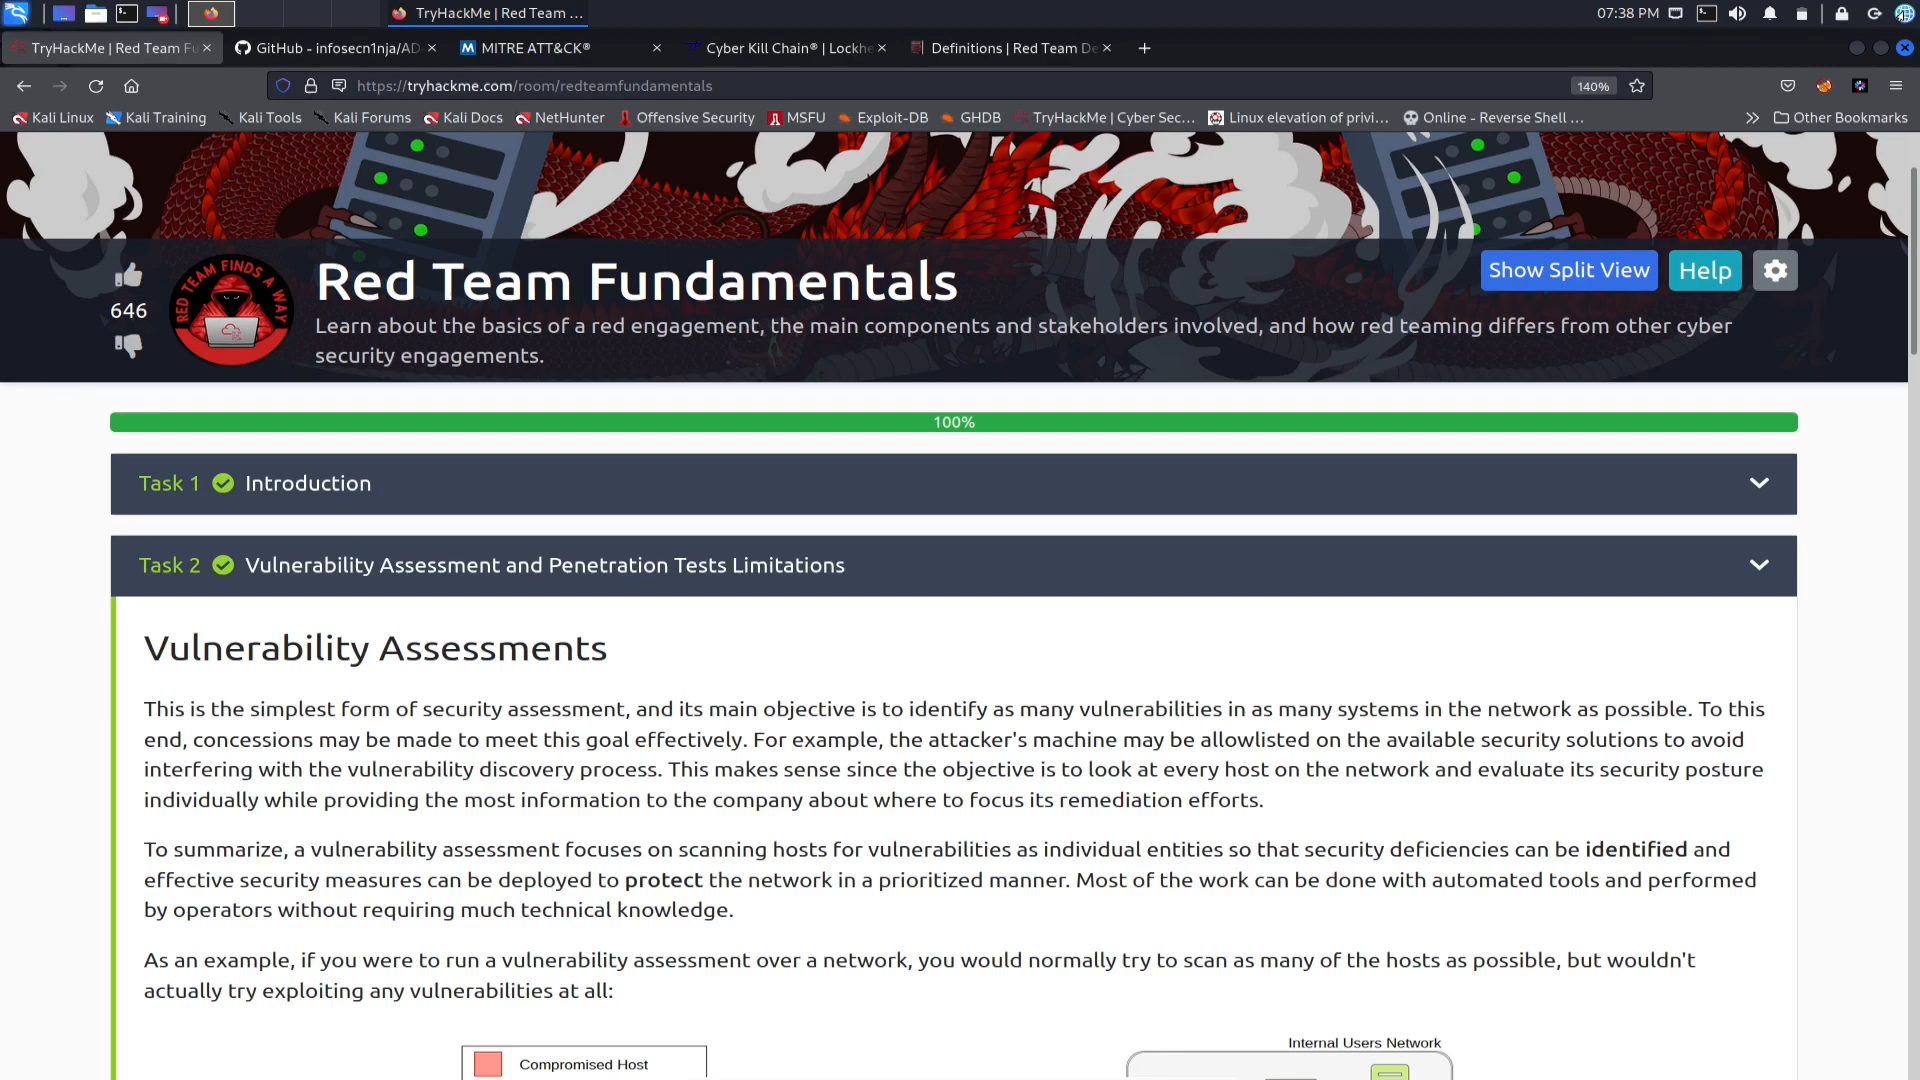 TryHackMe | Red Team ...
07:38 PM
TryHackMe | Red Team Fu
GitHub - infosecn1nja/AD
MITRE ATT&CK®
Cyber Kill Chain® | Lockhe
Definitions | Red Team De
https://tryhackme.com/room/redteamfundamentals
140%
Kali Linux
Kali Training
Kali Tools
Kali Forums
Kali Docs
NetHunter
Offensive Security
MSFU
Exploit-DB
GHDB
TryHackMe | Cyber Sec...
Linux elevation of privi...
Online - Reverse Shell ...
Other Bookmarks
646
RED TEAM FINDS A WAY
Red Team Fundamentals
Show Split View
Help
Learn about the basics of a red engagement, the main components and stakeholders involved, and how red teaming differs from other cyber
security engagements.
100%
Task 1 Introduction
Task 2 Vulnerability Assessment and Penetration Tests Limitations
Vulnerability Assessments
This is the simplest form of security assessment, and its main objective is to identify as many vulnerabilities in as many systems in the network as possible. To this
end, concessions may be made to meet this goal effectively. For example, the attacker's machine may be allowlisted on the available security solutions to avoid
interfering with the vulnerability discovery process. This makes sense since the objective is to look at every host on the network and evaluate its security posture
individually while providing the most information to the company about where to focus its remediation efforts.
To summarize, a vulnerability assessment focuses on scanning hosts for vulnerabilities as individual entities so that security deficiencies can be identified and
effective security measures can be deployed to protect the network in a prioritized manner. Most of the work can be done with automated tools and performed
by operators without requiring much technical knowledge.
As an example, if you were to run a vulnerability assessment over a network, you would normally try to scan as many of the hosts as possible, but wouldn't
actually try exploiting any vulnerabilities at all:
Compromised Host
Internal Users Network